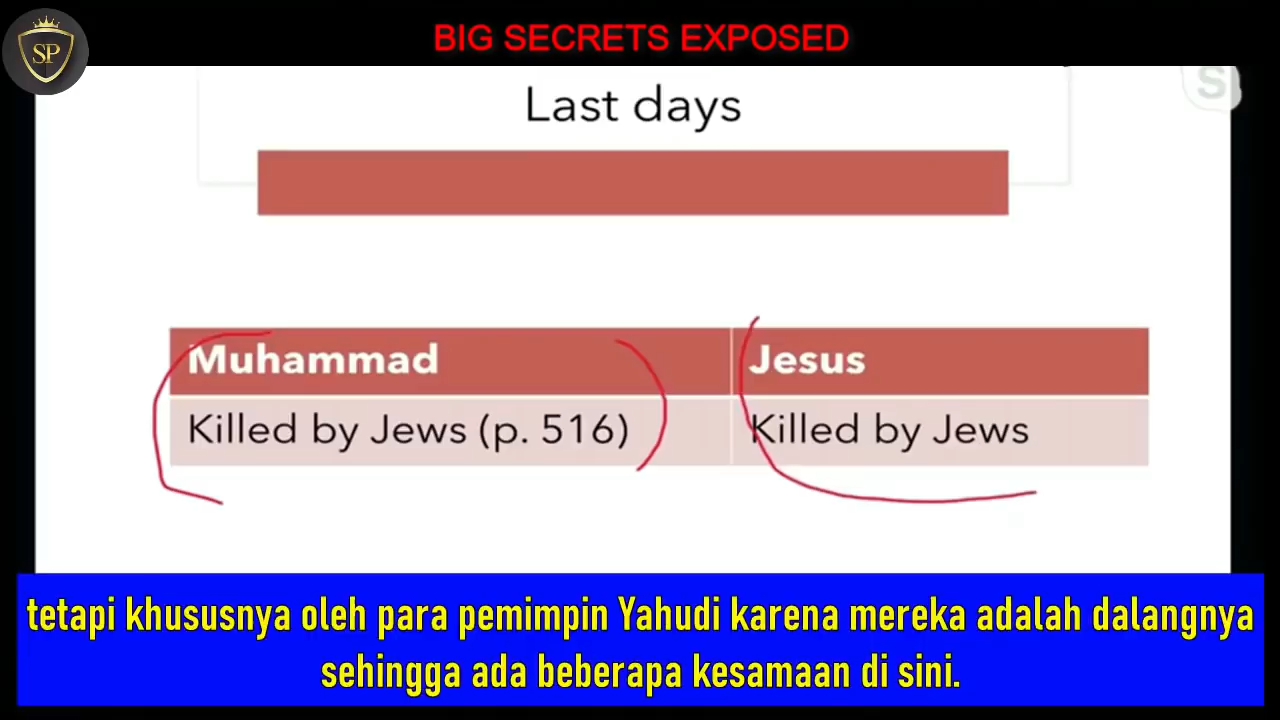 SP
BIG SECRETS EXPOSED
S
Last days
Muhammad
Jesus
Killed by Jews (p. 516)
Killed by Jews
tetapi khususnya oleh para pemimpin Yahudi karena mereka adalah dalangnya
sehingga ada beberapa kesamaan di sini.